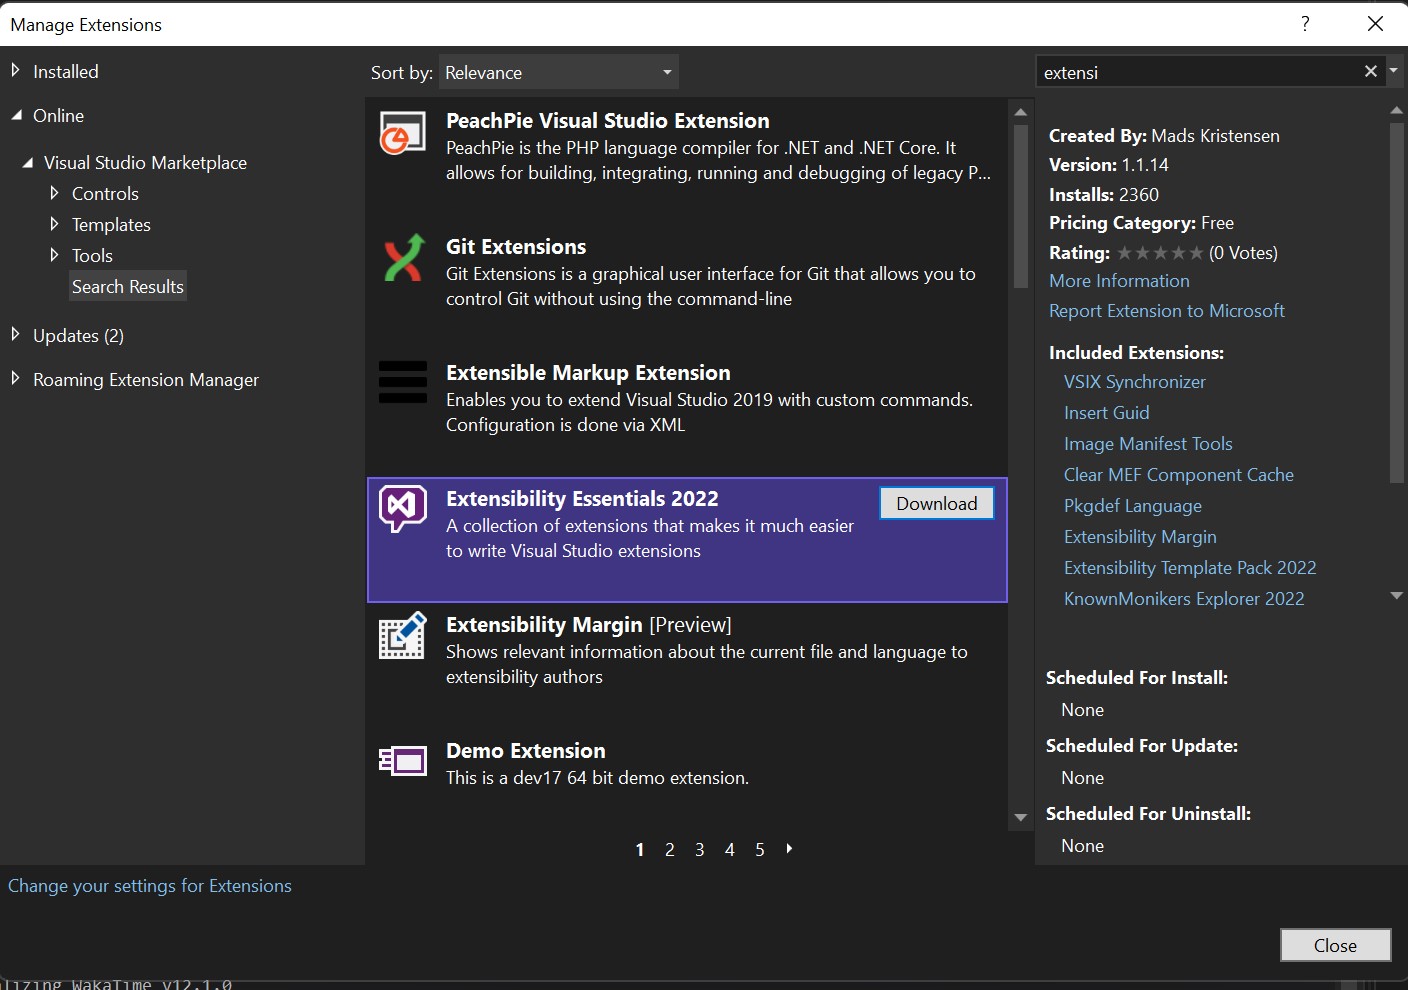 Manage Extensions
?
Installed
Online
Visual Studio Marketplace
Controls
Templates
Tools
Search Results
Updates (2)
Roaming Extension Manager
Sort by: Relevance
PeachPie Visual Studio Extension
PeachPie is the PHP language compiler for .NET and .NET Core. It
allows for building, integrating, running and debugging of legacy P...
Git Extensions
Git Extensions is a graphical user interface for Git that allows you to
control Git without using the command-line
Extensible Markup Extension
Enables you to extend Visual Studio 2019 with custom commands.
Configuration is done via XML
Extensibility Essentials 2022
Download
A collection of extensions that makes it much easier
to write Visual Studio extensions
Extensibility Margin [Preview]
Shows relevant information about the current file and language to
extensibility authors
Demo Extension
This is a dev17 64 bit demo extension.
1 2 3 4 5
extensi
Created By: Mads Kristensen
Version: 1.1.14
Installs: 2360
Pricing Category: Free
Rating: (0 Votes)
More Information
Report Extension to Microsoft
Included Extensions:
VSIX Synchronizer
Insert Guid
Image Manifest Tools
Clear MEF Component Cache
Pkgdef Language
Extensibility Margin
Extensibility Template Pack 2022
KnownMonikers Explorer 2022
Scheduled For Install:
None
Scheduled For Update:
None
Scheduled For Uninstall:
None
Change your settings for Extensions
Close
WakaTime v12.1.0